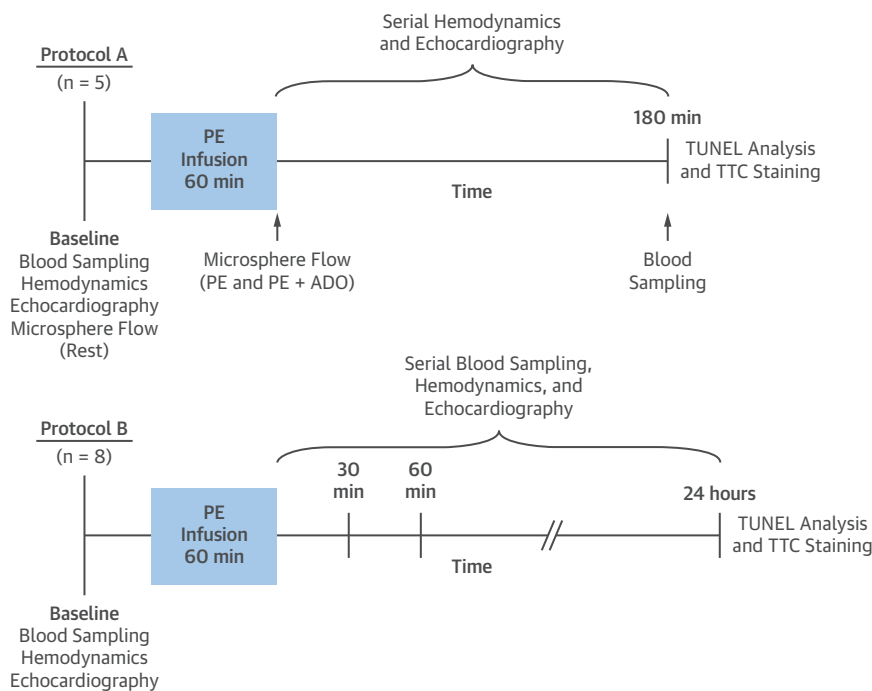 Serial Hemodynamics
and Echocardiography
Protocol A
(n = 5)
PE
Infusion
60 min
180 min
TUNEL Analysis
and TTC Staining
Time
Baseline
Blood Sampling
Hemodynamics
Echocardiography
Microsphere Flow
(Rest)
Microsphere Flow
(PE and PE + ADO)
Blood
Sampling
Serial Blood Sampling,
Hemodynamics, and
Echocardiography
Protocol B
(n = 8)
PE
Infusion
60 min
30
min
60
min
24 hours
TUNEL Analysis
and TTC Staining
Time
Baseline
Blood Sampling
Hemodynamics
Echocardiography